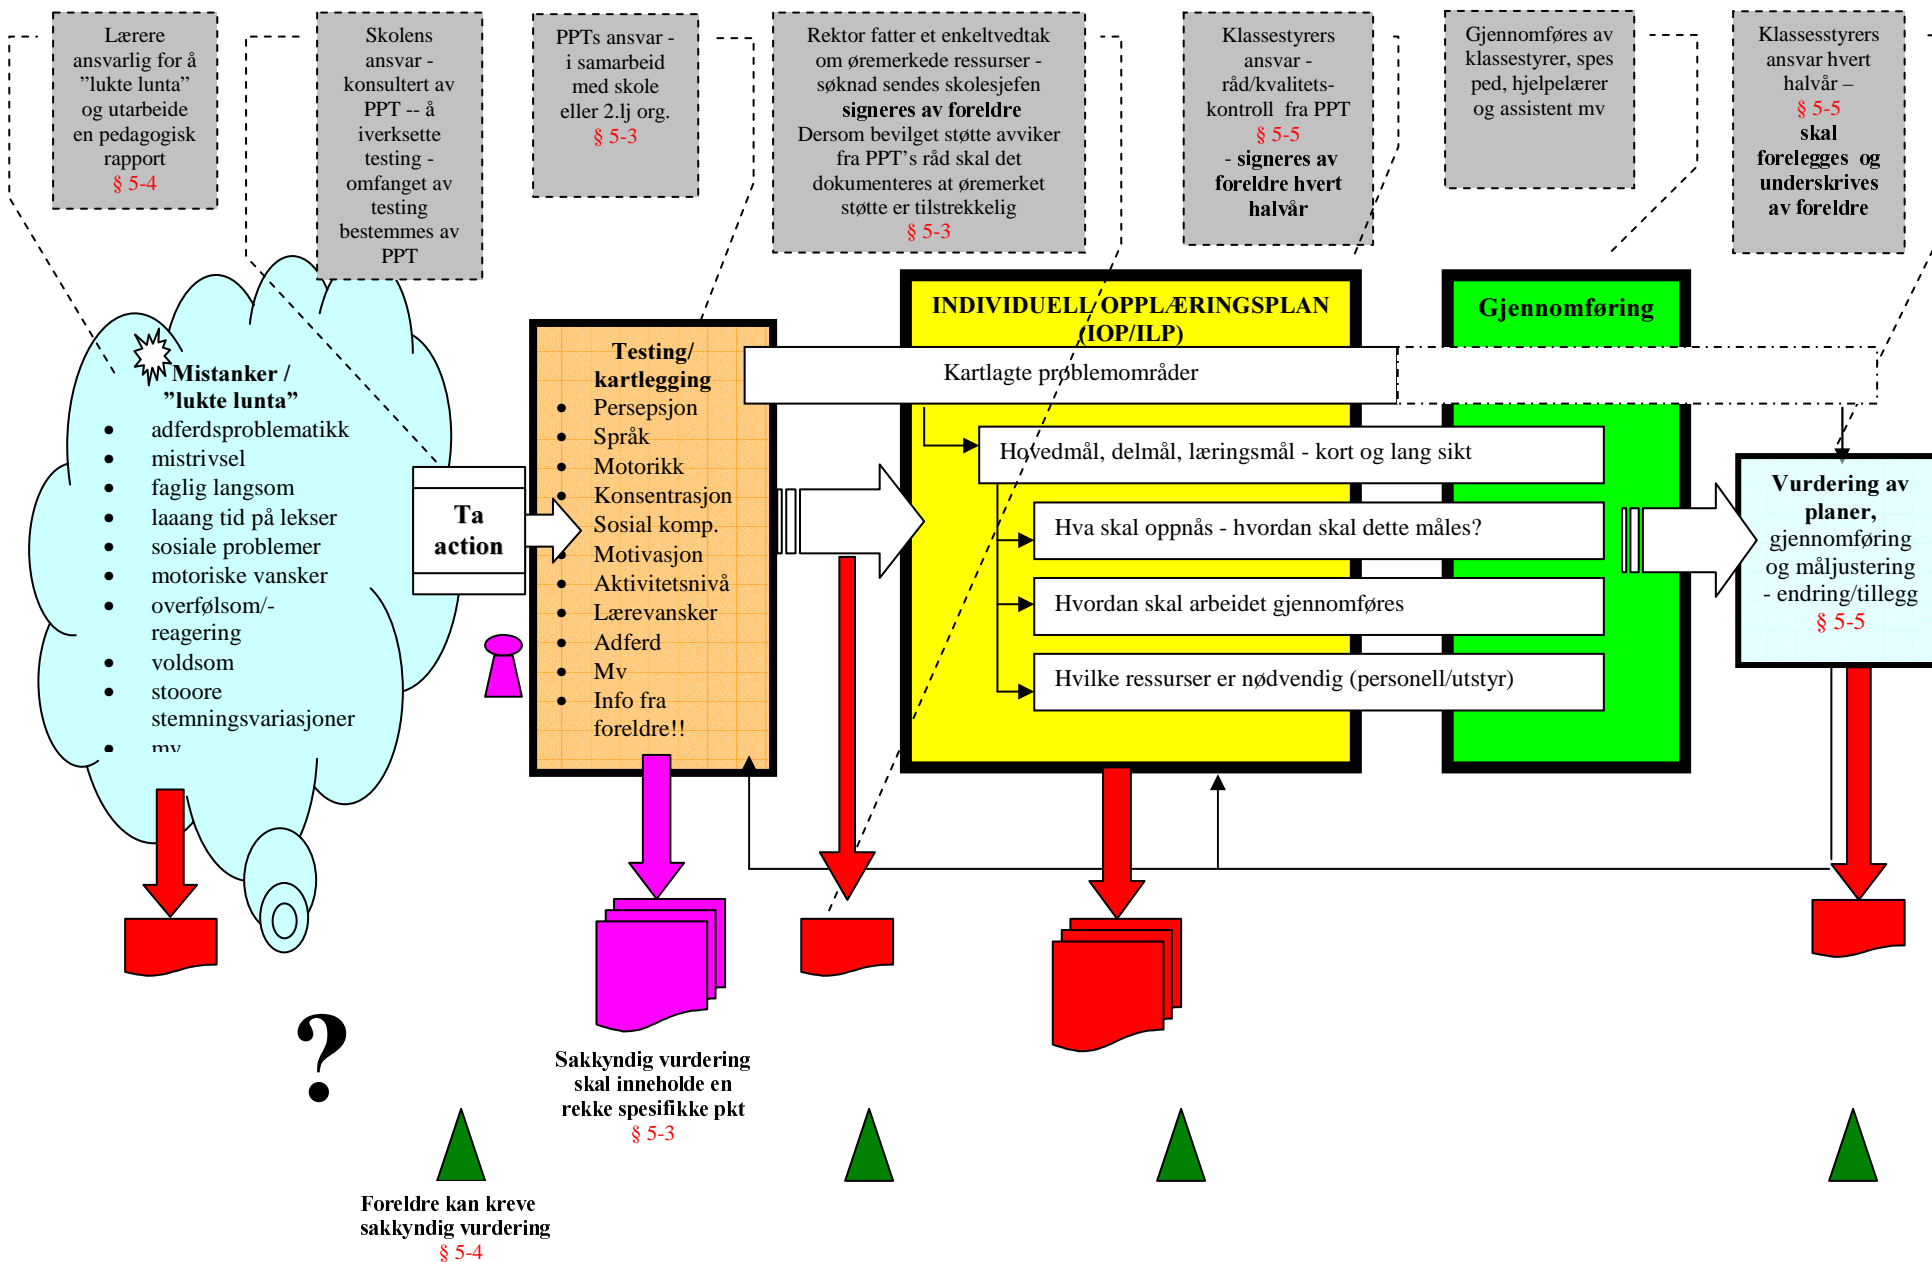 Lærere
ansvarlig for å
”lukte lunta”
og utarbeide
en pedagogisk
rapport
§ 5-4
Skolens
ansvar -
konsultert av
PPT -- å
iverksette
testing -
omfanget av
testing
bestemmes av
PPT
PPTs ansvar -
i samarbeid
med skole
eller 2.lj org.
§ 5-3
Rektor fatter et enkeltvedtak
om øremerkede ressurser -
søknad sendes skolesjefen
signeres av foreldre
Dersom bevilget støtte avviker
fra PPT’s råd skal det
dokumenteres at øremerket
støtte er tilstrekkelig
§ 5-3
Klassestyrers
ansvar -
råd/kvalitets-
kontroll fra PPT
§ 5-5
- signeres av
foreldre hvert
halvår
Gjennomføres av
klassestyrer, spes
ped, hjelpelærer
og assistent mv
Klassesstyrers
ansvar hvert
halvår –
§ 5-5
skal
forelegges og
underskrives
av foreldre
Mistanker /
”lukte lunta”
• adferdsproblematikk
• mistrivsel
• faglig langsom
• laaang tid på lekser
• sosiale problemer
• motoriske vansker
• overfølsom/-
reagering
• voldsom
• stooore
stemningsvariasjoner
• mv
Ta
action
Testing/
kartlegging
• Persepsjon
• Språk
• Motorikk
• Konsentrasjon
• Sosial komp.
• Motivasjon
• Aktivitetsnivå
• Lærevansker
• Adferd
• Mv
• Info fra
foreldre!!
INDIVIDUELL OPPLÆRINGSPLAN
(IOP/ILP)
Gjennomføring
Kartlagte problemområder
Hovedmål, delmål, læringsmål - kort og lang sikt
Hva skal oppnås - hvordan skal dette måles?
Hvordan skal arbeidet gjennomføres
Hvilke ressurser er nødvendig (personell/utstyr)
Vurdering av
planer,
gjennomføring
og måljustering
- endring/tillegg
§ 5-5
?
Sakkyndig vurdering
skal inneholde en
rekke spesifikke pkt
§ 5-3
Foreldre kan kreve
sakkyndig vurdering
§ 5-4